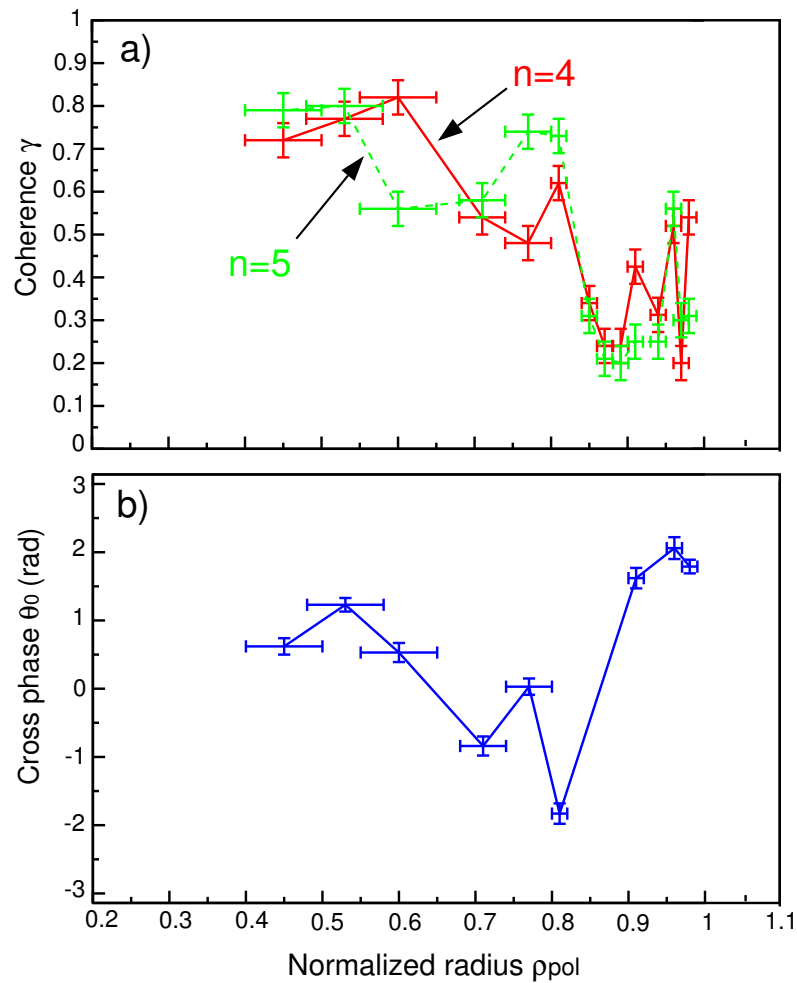 a)
n=4
n=5
Coherence γ
1
0.9
0.8
0.7
0.6
0.5
0.4
0.3
0.2
0.1
0
b)
Cross phase θ0 (rad)
3
2
1
0
-1
-2
-3
0.2 0.3 0.4 0.5 0.6 0.7 0.8 0.9 1 1.1
Normalized radius ρpol